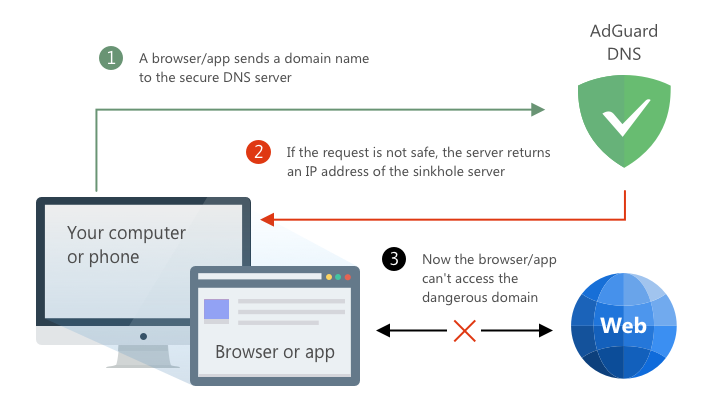 AdGuard
DNS
1
A browser/app sends a domain name
to the secure DNS server
2
If the request is not safe, the server returns
an IP address of the sinkhole server
Your computer
or phone
3
Now the browser/app
can't access the
dangerous domain
Web
Browser or app